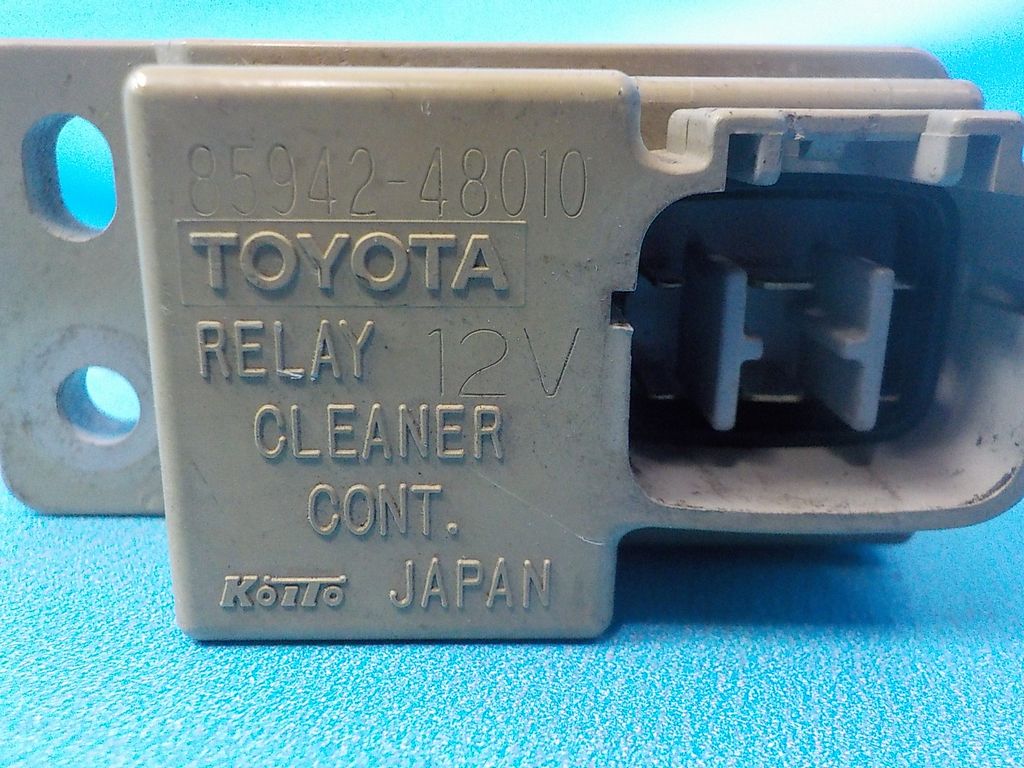 85942-48010
TOYOTA
RELAY 12V
CLEANER
CONT.
KOITO JAPAN